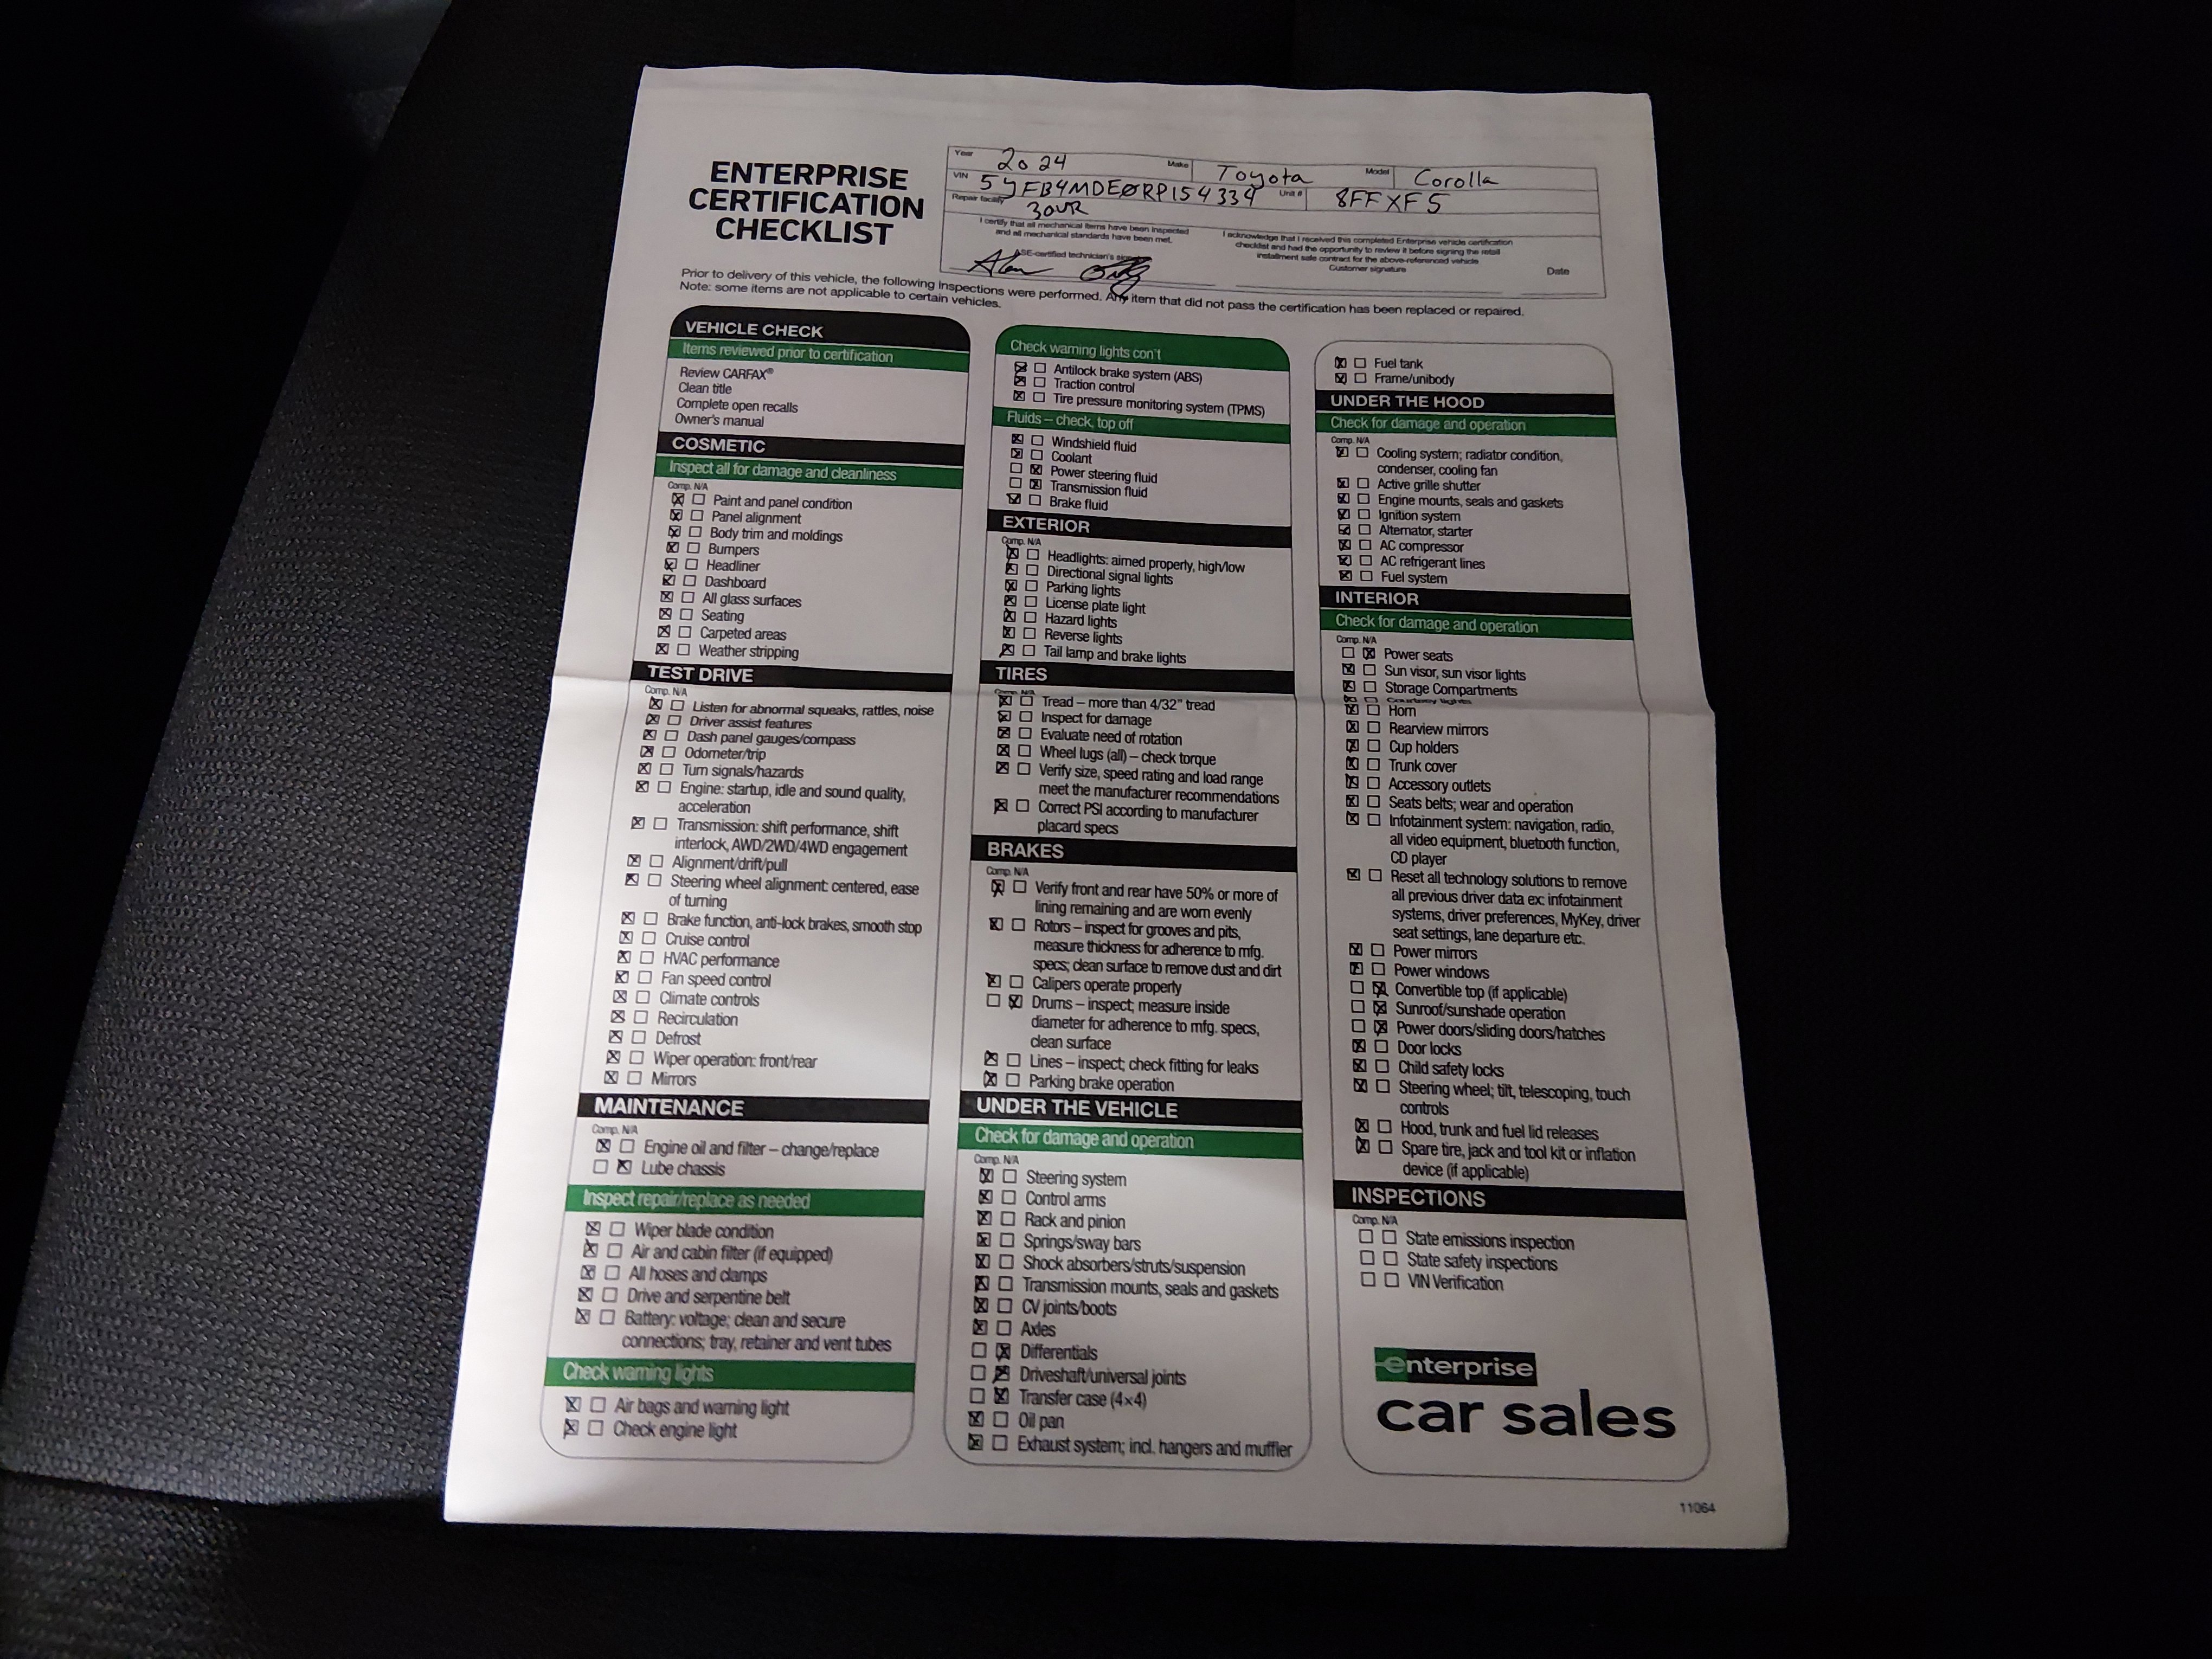 ENTERPRISE
CERTIFICATION
CHECKLIST
Year 2024 Make Toyota Model Corolla
VIN 5YFB4MDE0RP154334 Unit # 8FFXF5
Repair facility 30UR
I certify that all mechanical items have been inspected
and all mechanical standards have been met.
ASE-certified technician's
I acknowledge that I received this completed Enterprise vehicle certification
checklist and had the opportunity to review it before signing the retail
installment sale contract for the above-referenced vehicle
Customer signature
Date
Prior to delivery of this vehicle, the following inspections were performed. Any item that did not pass the certification has been replaced or repaired.
Note: some items are not applicable to certain vehicles.
VEHICLE CHECK
Items reviewed prior to certification
Review CARFAX®
Clean title
Complete open recalls
Owner's manual
COSMETIC
Inspect all for damage and cleanliness
Comp. N/A
Paint and panel condition
Panel alignment
Body trim and moldings
Bumpers
Headliner
Dashboard
All glass surfaces
Seating
Carpeted areas
Weather stripping
TEST DRIVE
Comp. N/A
Listen for abnormal squeaks, rattles, noise
Driver assist features
Dash panel gauges/compass
Odometer/trip
Turn signals/hazards
Engine: startup, idle and sound quality,
acceleration
Transmission: shift performance, shift
interlock, AWD/2WD/4WD engagement
Alignment/drift/pull
Steering wheel alignment: centered, ease
of turning
Brake function, anti-lock brakes, smooth stop
Cruise control
HVAC performance
Fan speed control
Climate controls
Recirculation
Defrost
Wiper operation: front/rear
Mirrors
MAINTENANCE
Comp. N/A
Engine oil and filter – change/replace
Lube chassis
Inspect repair/replace as needed
Wiper blade condition
Air and cabin filter (if equipped)
All hoses and clamps
Drive and serpentine belt
Battery: voltage; clean and secure
connections; tray, retainer and vent tubes
Check warning lights
Air bags and warning light
Check engine light
Check warning lights con't
Antilock brake system (ABS)
Traction control
Tire pressure monitoring system (TPMS)
Fluids – check, top off
Windshield fluid
Coolant
Power steering fluid
Transmission fluid
Brake fluid
EXTERIOR
Comp. N/A
Headlights: aimed properly, high/low
Directional signal lights
Parking lights
License plate light
Hazard lights
Reverse lights
Tail lamp and brake lights
TIRES
Comp. N/A
Tread – more than 4/32" tread
Inspect for damage
Evaluate need of rotation
Wheel lugs (all) – check torque
Verify size, speed rating and load range
meet the manufacturer recommendations
Correct PSI according to manufacturer
placard specs
BRAKES
Comp. N/A
Verify front and rear have 50% or more of
lining remaining and are worn evenly
Rotors – inspect for grooves and pits,
measure thickness for adherence to mfg.
specs; clean surface to remove dust and dirt
Calipers operate properly
Drums – inspect; measure inside
diameter for adherence to mfg. specs,
clean surface
Lines – inspect; check fitting for leaks
Parking brake operation
UNDER THE VEHICLE
Check for damage and operation
Comp. N/A
Steering system
Control arms
Rack and pinion
Springs/sway bars
Shock absorbers/struts/suspension
Transmission mounts, seals and gaskets
CV joints/boots
Axles
Differentials
Driveshaft/universal joints
Transfer case (4×4)
Oil pan
Exhaust system; incl. hangers and muffler
Fuel tank
Frame/unibody
UNDER THE HOOD
Check for damage and operation
Comp. N/A
Cooling system; radiator condition,
condenser, cooling fan
Active grille shutter
Engine mounts, seals and gaskets
Ignition system
Alternator, starter
AC compressor
AC refrigerant lines
Fuel system
INTERIOR
Check for damage and operation
Comp. N/A
Power seats
Sun visor, sun visor lights
Storage Compartments
Courtesy lights
Horn
Rearview mirrors
Cup holders
Trunk cover
Accessory outlets
Seats belts; wear and operation
Infotainment system: navigation, radio,
all video equipment, bluetooth function,
CD player
Reset all technology solutions to remove
all previous driver data ex: infotainment
systems, driver preferences, MyKey, driver
seat settings, lane departure etc.
Power mirrors
Power windows
Convertible top (if applicable)
Sunroof/sunshade operation
Power doors/sliding doors/hatches
Door locks
Child safety locks
Steering wheel; tilt, telescoping, touch
controls
Hood, trunk and fuel lid releases
Spare tire, jack and tool kit or inflation
device (if applicable)
INSPECTIONS
Comp. N/A
State emissions inspection
State safety inspections
VIN Verification
enterprise
car sales
11064